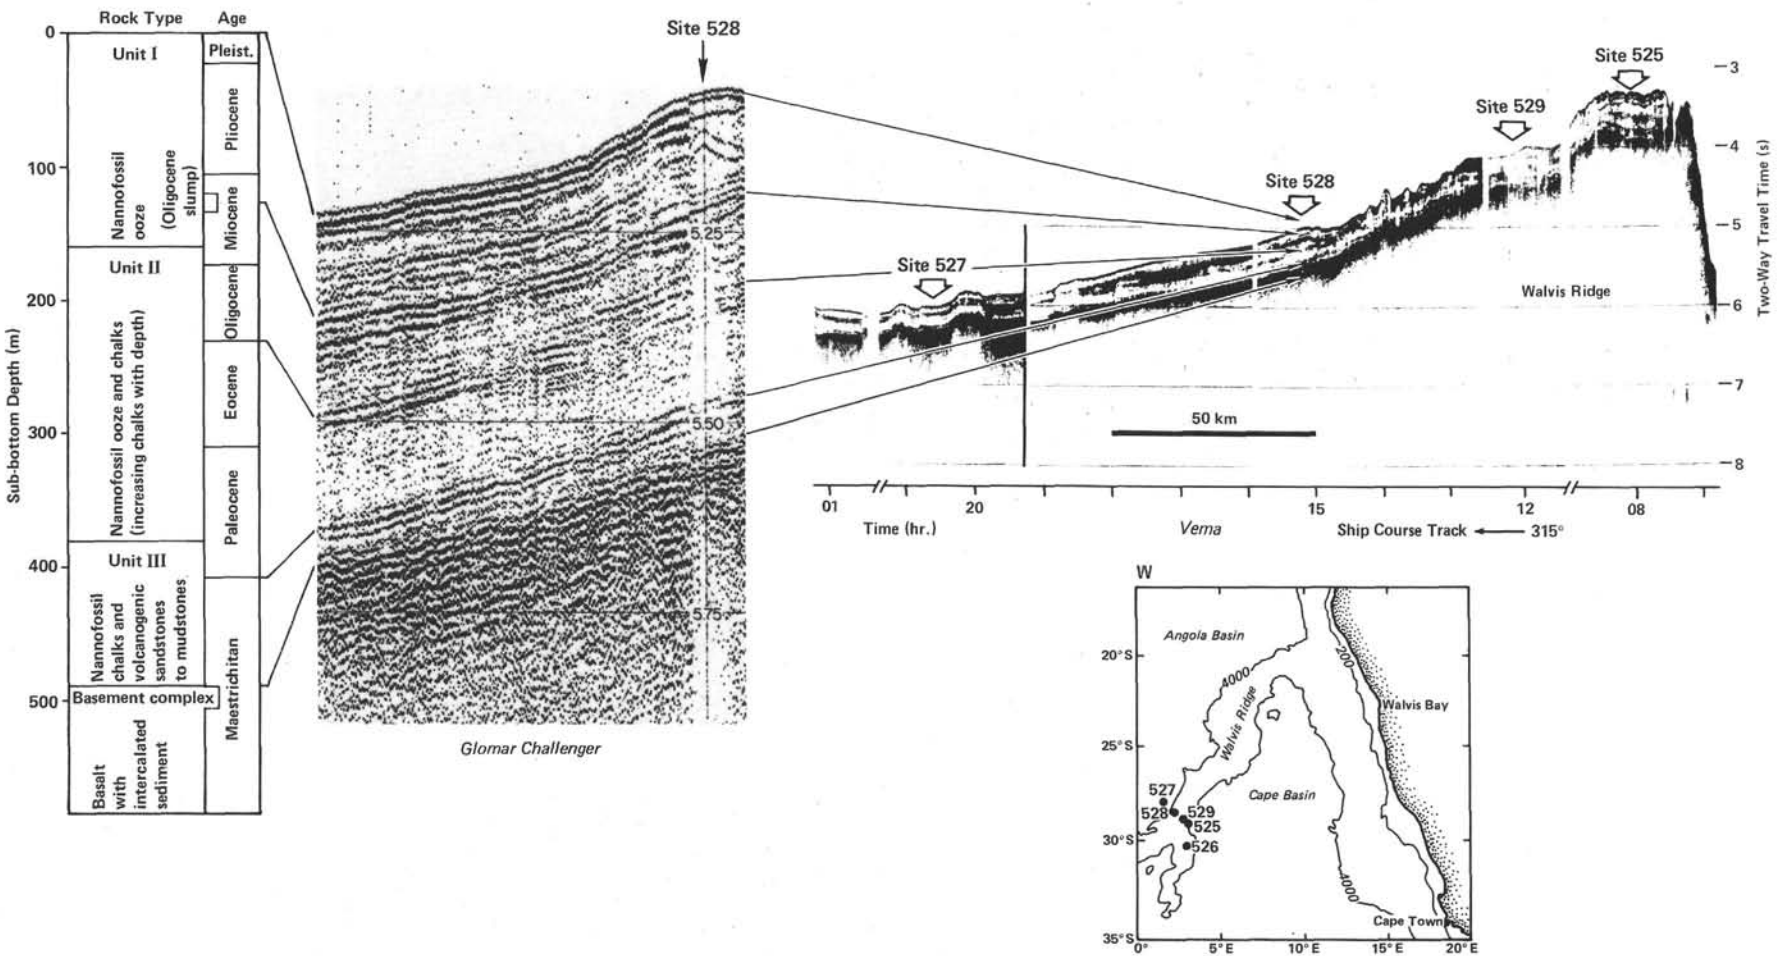 Rock Type
Age
Sub-bottom Depth (m)
0
100
200
300
400
500
Unit I
Nannofossil
ooze
(Oligocene
slump)
Unit II
Nannofossil ooze and chalks
(increasing chalks with depth)
Unit III
Nannofossil
chalks and
volcanogenic
sandstones
to mudstones
Basement complex
Basalt
with
intercalated
sediment
Pleist.
Pliocene
Miocene
Oligocene
Eocene
Paleocene
Maestrichitan
Site 528
5.25
5.50
5.75
Glomar Challenger
Site 527
Site 528
Site 529
Site 525
Walvis Ridge
50 km
3
4
5
6
7
8
Two-Way Travel Time (s)
01
20
15
12
08
Time (hr.)
Vema
Ship Course Track
315°
W
Angola Basin
Walvis Ridge
4000
200
Walvis Bay
Cape Basin
4000
Cape Town
527
528
529
525
526
20°S
25°S
30°S
35°S
0°
5°E
10°E
15°E
20°E